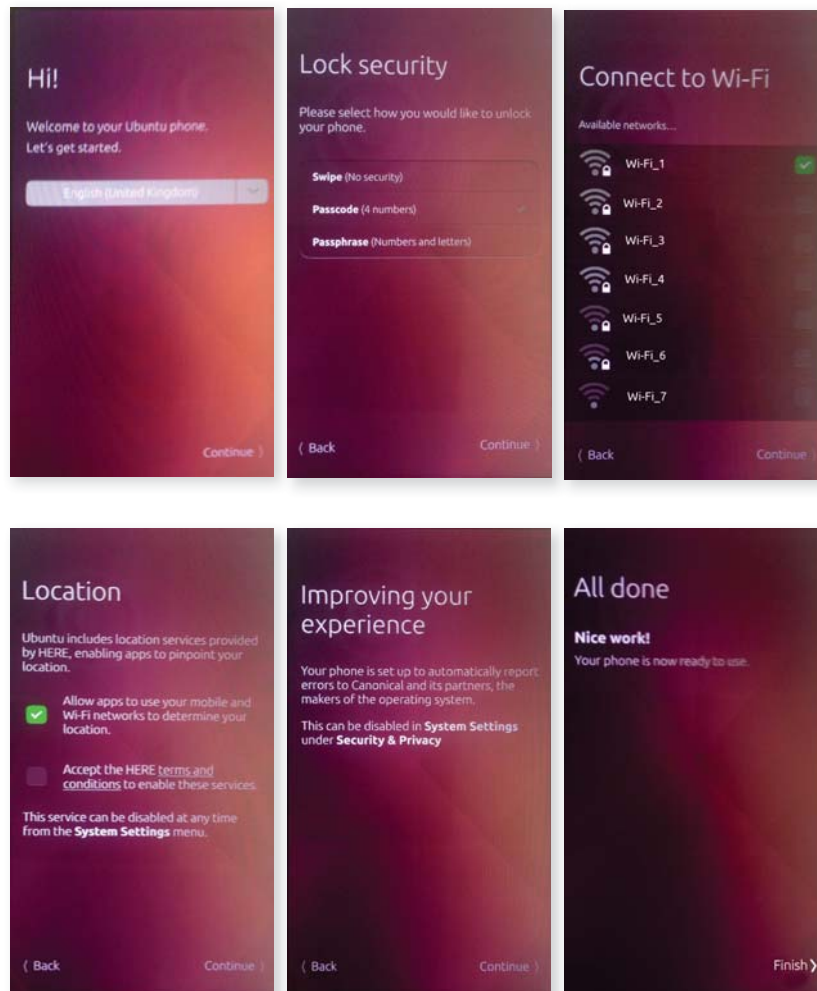 Hi!
Welcome to your Ubuntu phone.
Let's get started.
English (United Kingdom)
Continue
Lock security
Please select how you would like to unlock
your phone.
Swipe (No security)
Passcode (4 numbers)
Passphrase (Numbers and letters)
Back
Continue
Connect to Wi-Fi
Available networks...
Wi-Fi_1
Wi-Fi_2
Wi-Fi_3
Wi-Fi_4
Wi-Fi_5
Wi-Fi_6
Wi-Fi_7
Back
Continue
Location
Ubuntu includes location services provided
by HERE, enabling apps to pinpoint your
location.
Allow apps to use your mobile and
Wi-Fi networks to determine your
location.
Accept the HERE terms and
conditions to enable these services.
This service can be disabled at any time
from the System Settings menu.
Back
Continue
Improving your
experience
Your phone is set up to automatically report
errors to Canonical and its partners, the
makers of the operating system.
This can be disabled in System Settings
under Security & Privacy
Back
Continue
All done
Nice work!
Your phone is now ready to use.
Finish